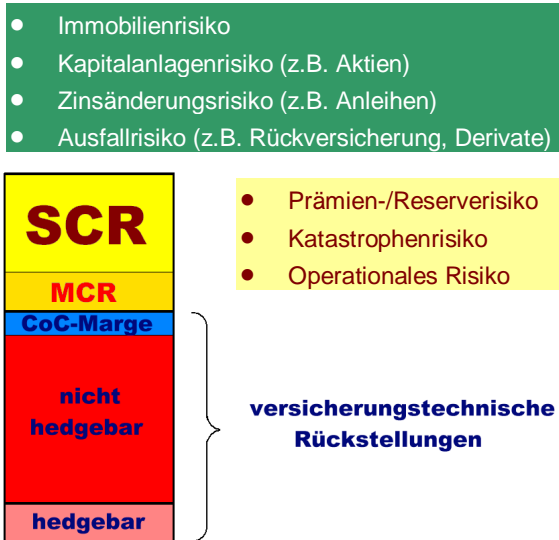 • Immobilienrisiko
• Kapitalanlagenrisiko (z.B. Aktien)
• Zinsänderungsrisiko (z.B. Anleihen)
• Ausfallrisiko (z.B. Rückversicherung, Derivate)
SCR
MCR
CoC-Marge
nicht
hedgebar
hedgebar
• Prämien-/Reserverisiko
• Katastrophenrisiko
• Operationales Risiko
versicherungstechnische
Rückstellungen